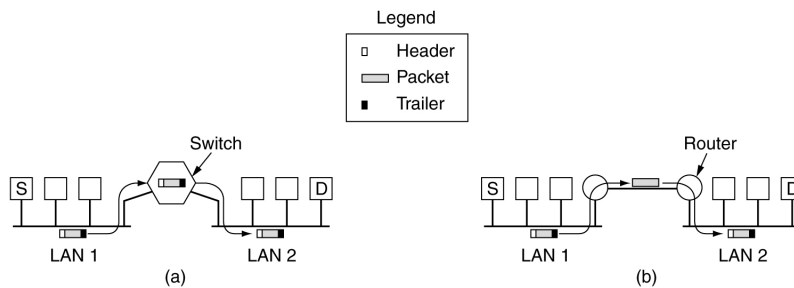 Legend
Header
Packet
Trailer
Switch
S
D
LAN 1
LAN 2
(a)
Router
S
D
LAN 1
LAN 2
(b)